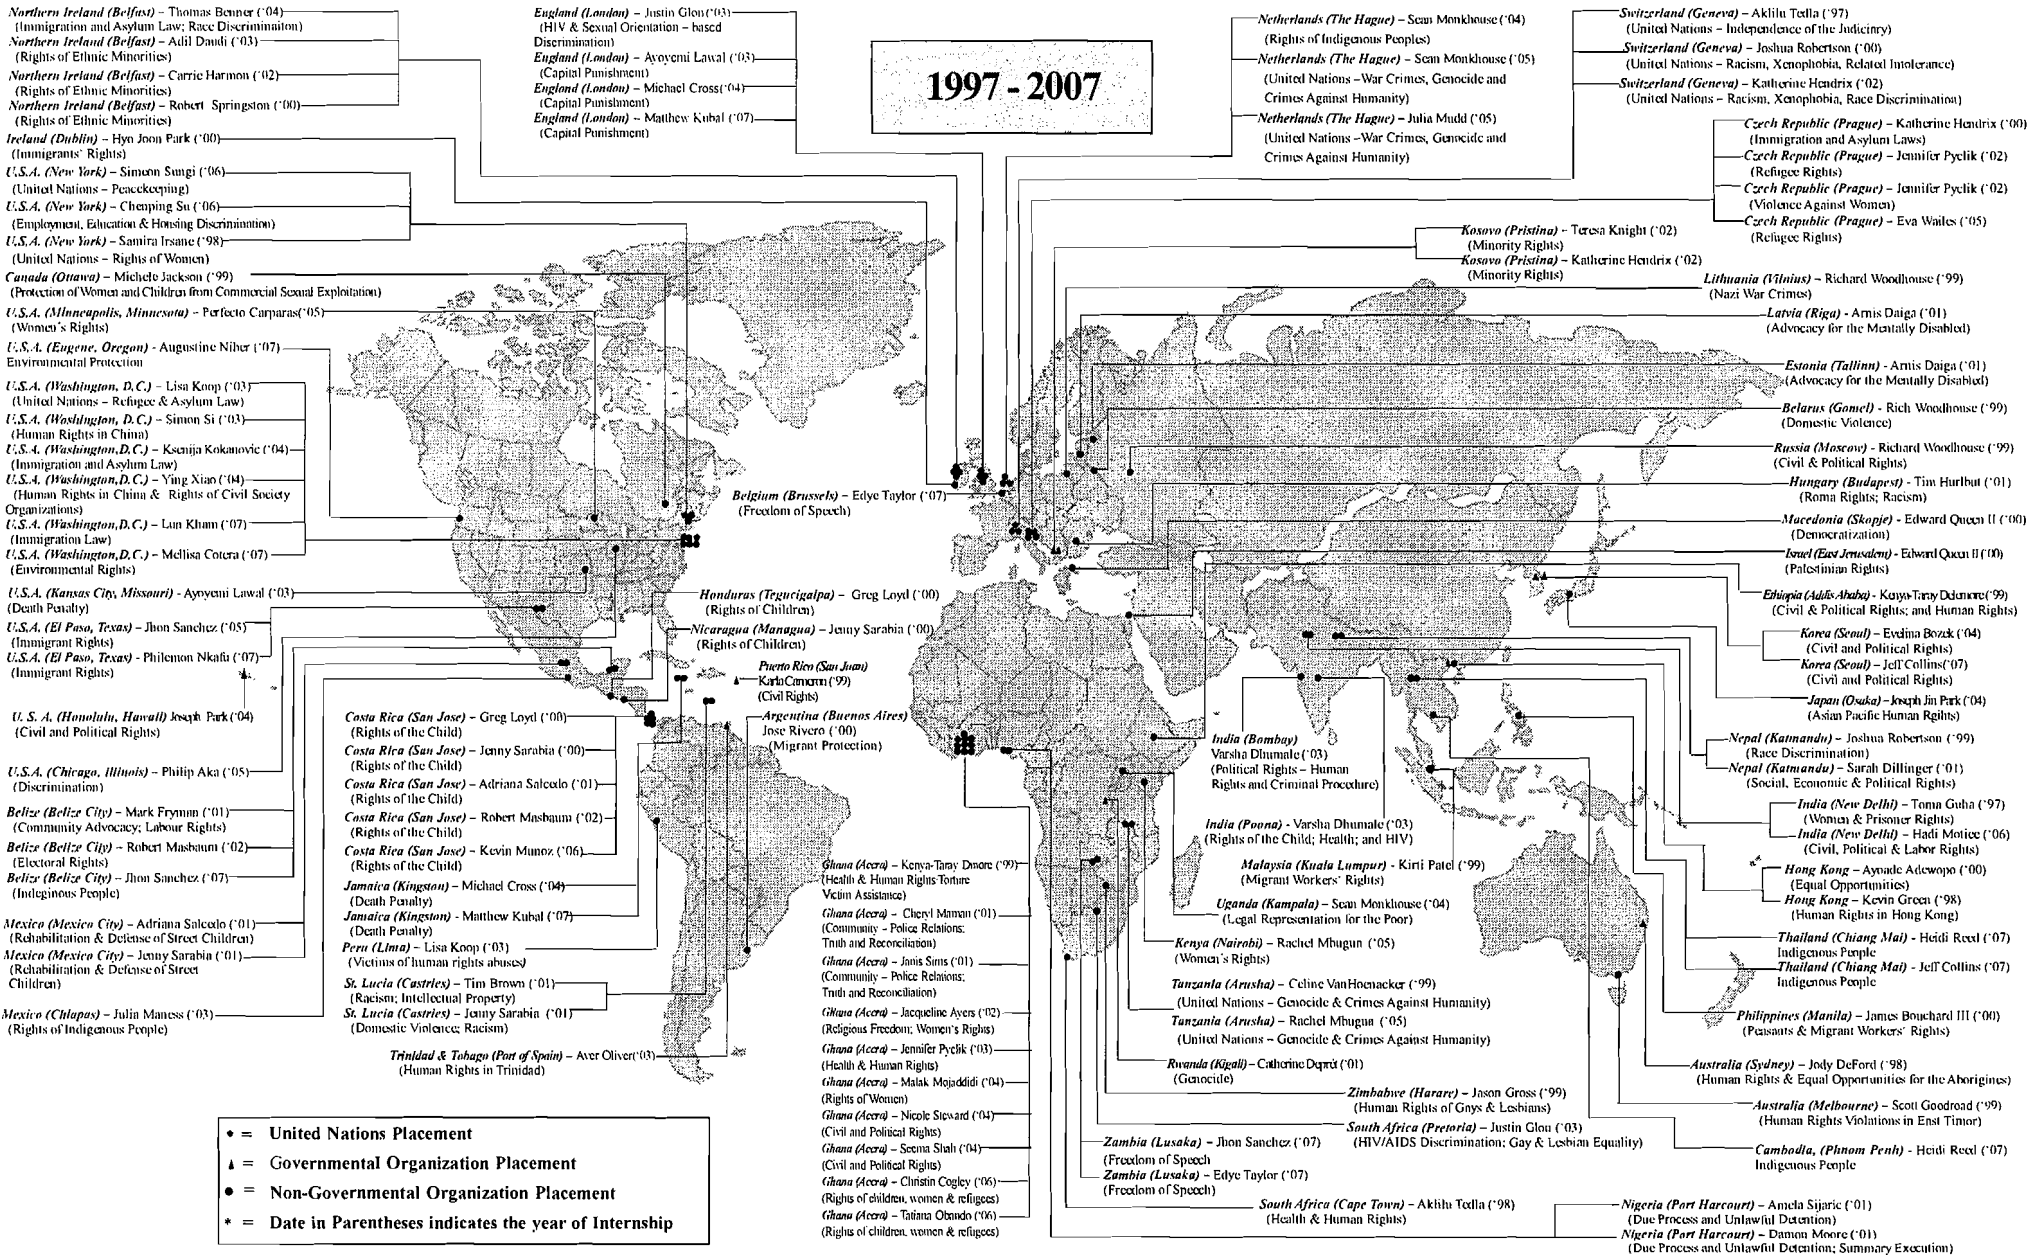 1997 - 2007
Northern Ireland (Belfast) – Thomas Benner ('04)
(Immigration and Asylum Law; Race Discrimination)
Northern Ireland (Belfast) – Adil Daudi ('03)
(Rights of Ethnic Minorities)
Northern Ireland (Belfast) – Carrie Harmon ('02)
(Rights of Ethnic Minorities)
Northern Ireland (Belfast) – Robert Springston ('00)
(Rights of Ethnic Minorities)
Ireland (Dublin) – Hyo Joon Park ('00)
(Immigrants' Rights)
U.S.A. (New York) – Simeon Sungi ('06)
(United Nations – Peacekeeping)
U.S.A. (New York) – Chenping Su ('06)
(Employment, Education & Housing Discrimination)
U.S.A. (New York) – Samira Irsane ('98)
(United Nations – Rights of Women)
Canada (Ottawa) – Michele Jackson ('99)
(Protection of Women and Children from Commercial Sexual Exploitation)
U.S.A. (Minneapolis, Minnesota) – Perfecto Carparas('05)
(Women's Rights)
U.S.A. (Eugene, Oregon) - Augustine Niber ('07)
Environmental Protection
U.S.A. (Washington, D.C.) – Lisa Koop ('03)
(United Nations – Refugee & Asylum Law)
U.S.A. (Washington, D.C.) – Simon Si ('03)
(Human Rights in China)
U.S.A. (Washington,D.C.) – Ksenija Kokanovic ('04)
(Immigration and Asylum Law)
U.S.A. (Washington,D.C.) – Ying Xiao ('04)
(Human Rights in China & Rights of Civil Society
Organizations)
U.S.A. (Washington,D.C.) – Lun Kham ('07)
(Immigration Law)
U.S.A. (Washington,D.C.) – Mellisa Cotera ('07)
(Environmental Rights)
U.S.A. (Kansas City, Missouri) - Ayoyemi Lawal ('03)
(Death Penalty)
U.S.A. (El Paso, Texas) – Jhon Sanchez ('05)
(Immigrant Rights)
U.S.A. (El Paso, Texas) – Philemon Nkafu ('07)
(Immigrant Rights)
U. S. A. (Honolulu, Hawaii) Joseph Park ('04)
(Civil and Political Rights)
U.S.A. (Chicago, Illinois) – Philip Aka ('05)
(Discrimination)
Belize (Belize City) – Mark Fryman ('01)
(Community Advocacy; Labour Rights)
Belize (Belize City) – Robert Masbaum ('02)
(Electoral Rights)
Belize (Belize City) – Jhon Sanchez ('07)
(Indeginous People)
Mexico (Mexico City) – Adriana Salcedo ('01)
(Rehabilitation & Defense of Street Children)
Mexico (Mexico City) – Jenny Sarabia ('01)
(Rehabilitation & Defense of Street
Children)
Mexico (Chiapas) – Julia Maness ('03)
(Rights of Indigenous People)
England (London) – Justin Glon ('03)
(HIV & Sexual Orientation – based
Discrimination)
England (London) – Ayoyemi Lawal ('03)
(Capital Punishment)
England (London) – Michael Cross('04)
(Capital Punishment)
England (London) – Matthew Kubal ('07)
(Capital Punishment)
Netherlands (The Hague) – Sean Monkhouse ('04)
(Rights of Indigenous Peoples)
Netherlands (The Hague) – Sean Monkhouse ('05)
(United Nations –War Crimes, Genocide and
Crimes Against Humanity)
Netherlands (The Hague) – Julia Mudd ('05)
(United Nations –War Crimes, Genocide and
Crimes Against Humanity)
Switzerland (Geneva) – Aklilu Tedla ('97)
(United Nations – Independence of the Judiciary)
Switzerland (Geneva) – Joshua Robertson ('00)
(United Nations – Racism, Xenophobia, Related Intolerance)
Switzerland (Geneva) – Katherine Hendrix ('02)
(United Nations – Racism, Xenophobia, Race Discrimination)
Czech Republic (Prague) – Katherine Hendrix ('00)
(Immigration and Asylum Laws)
Czech Republic (Prague) – Jennifer Pyclik ('02)
(Refugee Rights)
Czech Republic (Prague) – Jennifer Pyclik ('02)
(Violence Against Women)
Czech Republic (Prague) – Eva Wailes ('05)
(Refugee Rights)
Kosovo (Pristina) - Teresa Knight ('02)
(Minority Rights)
Kosovo (Pristina) – Katherine Hendrix ('02)
(Minority Rights)
Lithuania (Vilnius) – Richard Woodhouse ('99)
(Nazi War Crimes)
Latvia (Riga) - Arnis Daiga ('01)
(Advocacy for the Mentally Disabled)
Estonia (Tallinn) - Arnis Daiga ('01)
(Advocacy for the Mentally Disabled)
Belarus (Gomel) - Rich Woodhouse ('99)
(Domestic Violence)
Russia (Moscow) – Richard Woodhouse ('99)
(Civil & Political Rights)
Hungary (Budapest) - Tim Hurlbut ('01)
(Roma Rights; Racism)
Macedonia (Skopje) – Edward Queen II ('00)
(Democratization)
Israel (East Jerusalem) - Edward Queen II ('00)
(Palestinian Rights)
Ethiopia (Addis Ababa) - Kenya-Taray Delemore ('99)
(Civil & Political Rights; and Human Rights)
Korea (Seoul) – Evelina Bozek ('04)
(Civil and Political Rights)
Korea (Seoul) – Jeff Collins('07)
(Civil and Political Rights)
Japan (Osaka) – Joseph Jin Park ('04)
(Asian Pacific Human Rights)
Nepal (Katmandu) – Joshua Robertson ('99)
(Race Discrimination)
Nepal (Katmandu) – Sarah Dillinger ('01)
(Social, Economic & Political Rights)
India (New Delhi) – Toma Guha ('97)
(Women & Prisoner Rights)
India (New Delhi) – Hadi Motiee ('06)
(Civil, Political & Labor Rights)
Hong Kong – Ayoade Adewopo ('00)
(Equal Opportunities)
Hong Kong – Kevin Green ('98)
(Human Rights in Hong Kong)
Thailand (Chiang Mai) - Heidi Reed ('07)
Indigenous People
Thailand (Chiang Mai) - Jeff Collins ('07)
Indigenous People
Philippines (Manila) – James Bouchard III ('00)
(Peasants & Migrant Workers' Rights)
Australia (Sydney) – Jody DeFord ('98)
(Human Rights & Equal Opportunities for the Aborigines)
Australia (Melbourne) – Scott Goodroad ('99)
(Human Rights Violations in East Timor)
Cambodia, (Phnom Penh) - Heidi Reed ('07)
Indigenous People
Belgium (Brussels) – Edye Taylor ('07)
(Freedom of Speech)
Honduras (Tegucigalpa) – Greg Loyd ('00)
(Rights of Children)
Nicaragua (Managua) – Jenny Sarabia ('00)
(Rights of Children)
Puerto Rico (San Juan)
Karla Cameron ('99)
(Civil Rights)
Argentina (Buenos Aires)
Jose Rivero ('00)
(Migrant Protection)
Costa Rica (San Jose) – Greg Loyd ('00)
(Rights of the Child)
Costa Rica (San Jose) – Jenny Sarabia ('00)
(Rights of the Child)
Costa Rica (San Jose) – Adriana Salcedo ('01)
(Rights of the Child)
Costa Rica (San Jose) – Robert Masbaum ('02)
(Rights of the Child)
Costa Rica (San Jose) – Kevin Munoz ('06)
(Rights of the Child)
Jamaica (Kingston) – Michael Cross ('04)
(Death Penalty)
Jamaica (Kingston) - Matthew Kubal ('07)
(Death Penalty)
Peru (Lima) – Lisa Koop ('03)
(Victims of human rights abuses)
St. Lucia (Castries) – Tim Brown ('01)
(Racism; Intellectual Property)
St. Lucia (Castries) – Jenny Sarabia ('01)
(Domestic Violence; Racism)
Trinidad & Tobago (Port of Spain) – Aver Oliver('03)
(Human Rights in Trinidad)
Ghana (Accra) – Kenya-Taray Dmore ('99)
(Health & Human Rights Torture
Victim Assistance)
Ghana (Accra) – Cheryl Maman ('01)
(Community – Police Relations;
Truth and Reconciliation)
Ghana (Accra) – Janis Sims ('01)
(Community – Police Relations;
Truth and Reconciliation)
Ghana (Accra) – Jacqueline Ayers ('02)
(Religious Freedom; Women's Rights)
Ghana (Accra) – Jennifer Pyclik ('03)
(Health & Human Rights)
Ghana (Accra) – Malak Mojaddidi ('04)
(Rights of Women)
Ghana (Accra) – Nicole Steward ('04)
(Civil and Political Rights)
Ghana (Accra) – Seema Shah ('04)
(Civil and Political Rights)
Ghana (Accra) – Christin Cogley ('06)
(Rights of children, women & refugees)
Ghana (Accra) – Tatiana Obando ('06)
(Rights of children, women & refugees)
India (Bombay)
Varsha Dhumale ('03)
(Political Rights – Human
Rights and Criminal Procedure)
India (Poona) – Varsha Dhumale ('03)
(Rights of the Child; Health; and HIV)
Malaysia (Kuala Lumpur) – Kirti Patel ('99)
(Migrant Workers' Rights)
Uganda (Kampala) – Sean Monkhouse ('04)
(Legal Representation for the Poor)
Kenya (Nairobi) – Rachel Mbugua ('05)
(Women's Rights)
Tanzania (Arusha) – Celine VanHoenacker ('99)
(United Nations – Genocide & Crimes Against Humanity)
Tanzania (Arusha) – Rachel Mbugua ('05)
(United Nations – Genocide & Crimes Against Humanity)
Rwanda (Kigali) – Catherine Deprét ('01)
(Genocide)
Zimbabwe (Harare) – Jason Gross ('99)
(Human Rights of Gays & Lesbians)
South Africa (Pretoria) – Justin Glon ('03)
(HIV/AIDS Discrimination; Gay & Lesbian Equality)
Zambia (Lusaka) – Jhon Sanchez ('07)
(Freedom of Speech
Zambia (Lusaka) – Edye Taylor ('07)
(Freedom of Speech)
South Africa (Cape Town) – Aklilu Tedla ('98)
(Health & Human Rights)
Nigeria (Port Harcourt) – Amela Sijaric ('01)
(Due Process and Unlawful Detention)
Nigeria (Port Harcourt) – Damon Moore ('01)
(Due Process and Unlawful Detention; Summary Execution)
♦ = United Nations Placement
▲ = Governmental Organization Placement
● = Non-Governmental Organization Placement
* = Date in Parentheses indicates the year of Internship